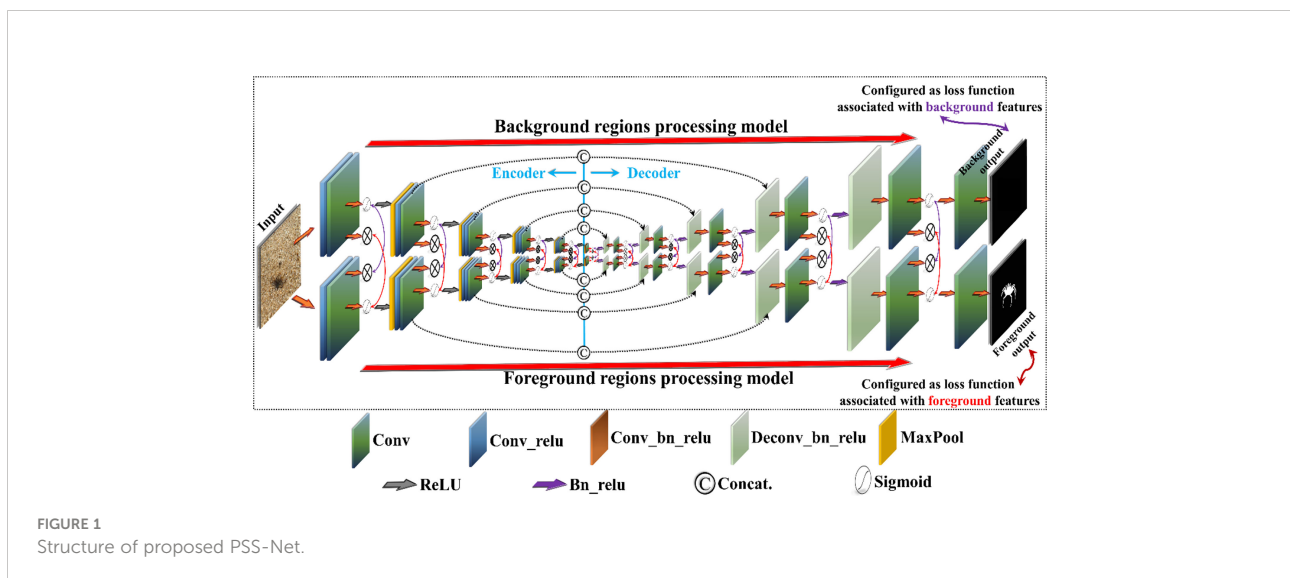 Configured as loss function
associated with background features
Background regions processing model
Background
output
Encoder
Decoder
Input
C
C
C
C
C
C
C
C
Foreground
output
Foreground regions processing model
Configured as loss function
associated with foreground features
Conv
Conv_relu
Conv_bn_relu
Deconv_bn_relu
MaxPool
ReLU
Bn_relu
C Concat.
Sigmoid
FIGURE 1
Structure of proposed PSS-Net.